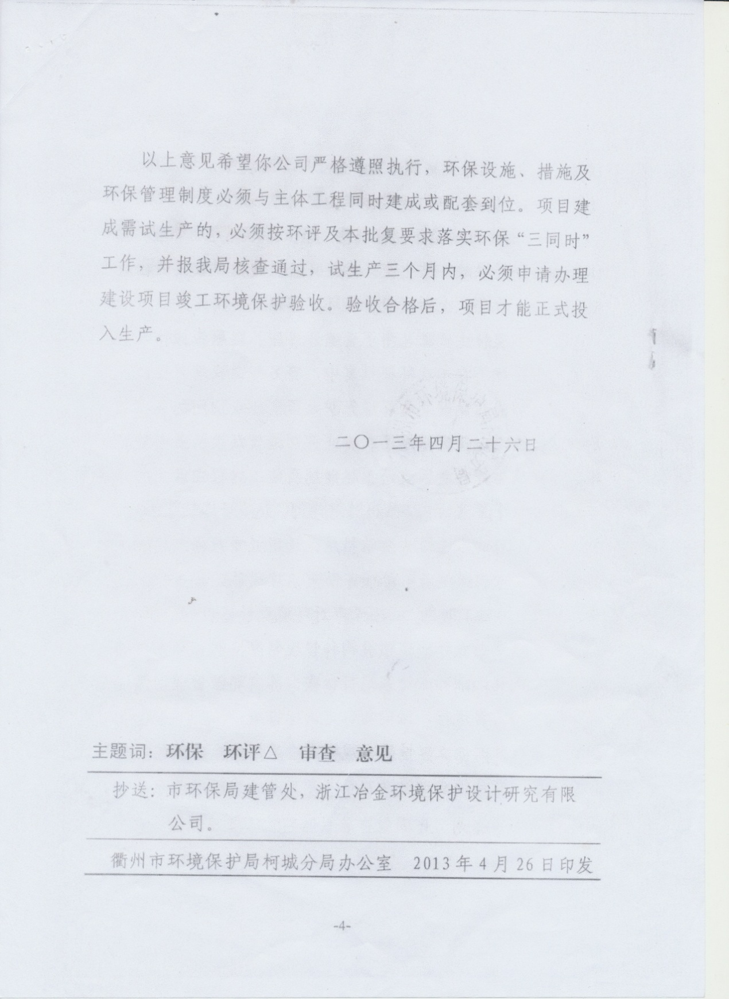 以上意见希望你公司严格遵照执行，环保设施、措施及
环保管理制度必须与主体工程同时建成或配套到位。项目建
成需试生产的，必须按环评及本批复要求落实环保“三同时”
工作，并报我局核查通过，试生产三个月内，必须申请办理
建设项目竣工环境保护验收。验收合格后，项目才能正式投
入生产。
二〇一三年四月二十六日
主题词：环保 环评△ 审查 意见
抄送：市环保局建管处，浙江冶金环境保护设计研究有限
公司。
衢州市环境保护局柯城分局办公室 2013年4月26日印发
-4-